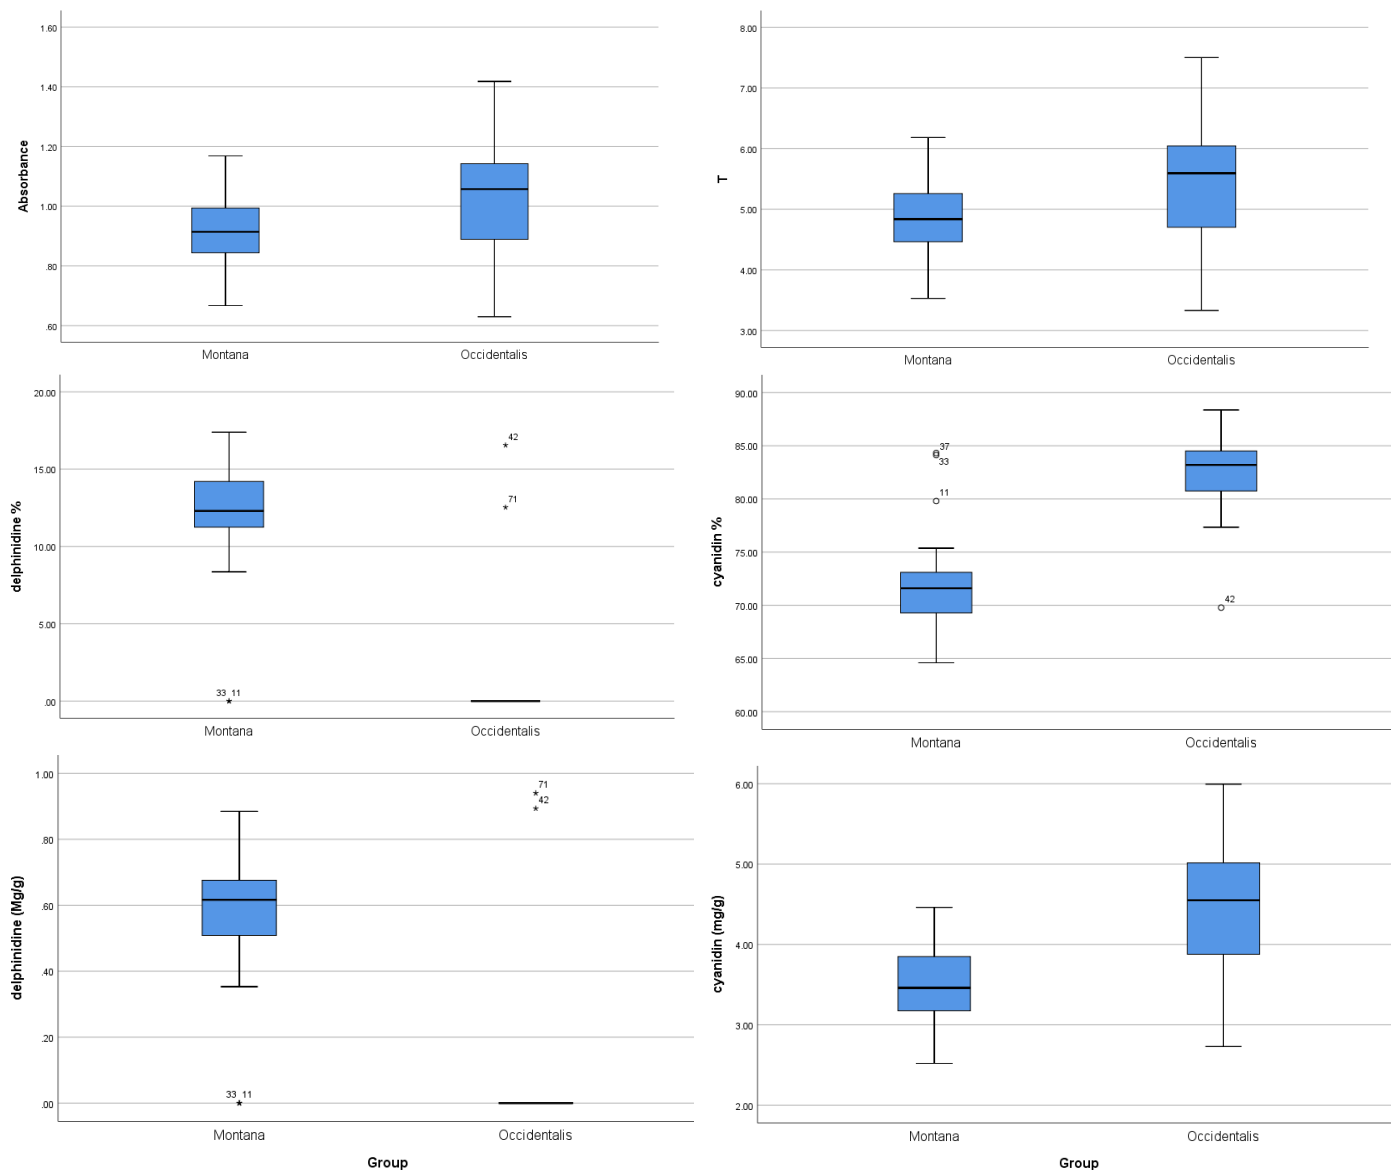 1.60
1.40
1.20
1.00
.80
.60
Absorbance
Montana
Occidentalis
8.00
7.00
6.00
5.00
4.00
3.00
T
Montana
Occidentalis
20.00
15.00
10.00
5.00
.00
delphinidine %
42
71
33 11
Montana
Occidentalis
90.00
85.00
80.00
75.00
70.00
65.00
60.00
cyanidin %
37
33
11
42
Montana
Occidentalis
1.00
.80
.60
.40
.20
.00
delphinidine (Mg/g)
71
42
33 11
Montana
Occidentalis
Group
6.00
5.00
4.00
3.00
2.00
cyanidin (mg/g)
Montana
Occidentalis
Group